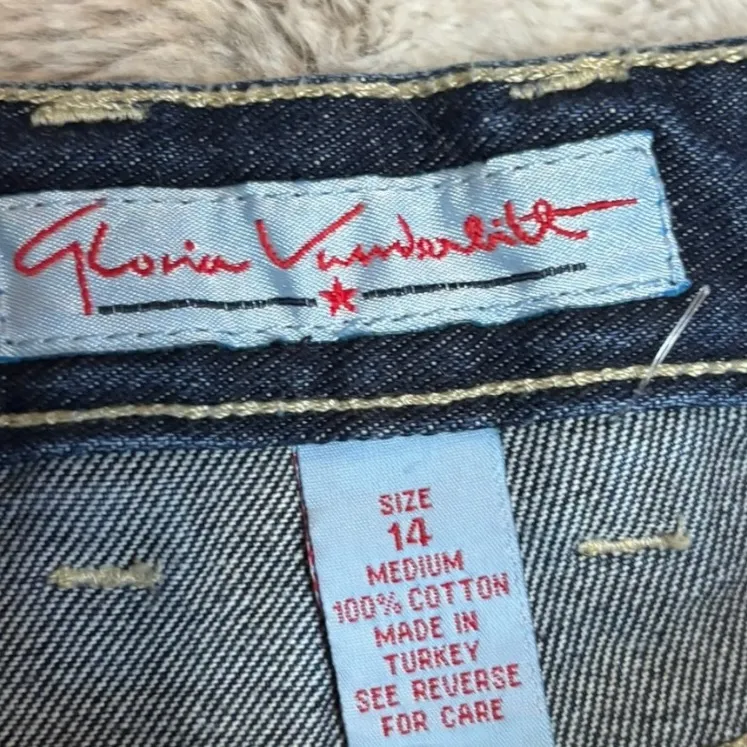 Gloria Vanderbilt
SIZE
14
MEDIUM
100% COTTON
MADE IN
TURKEY
SEE REVERSE
FOR CARE